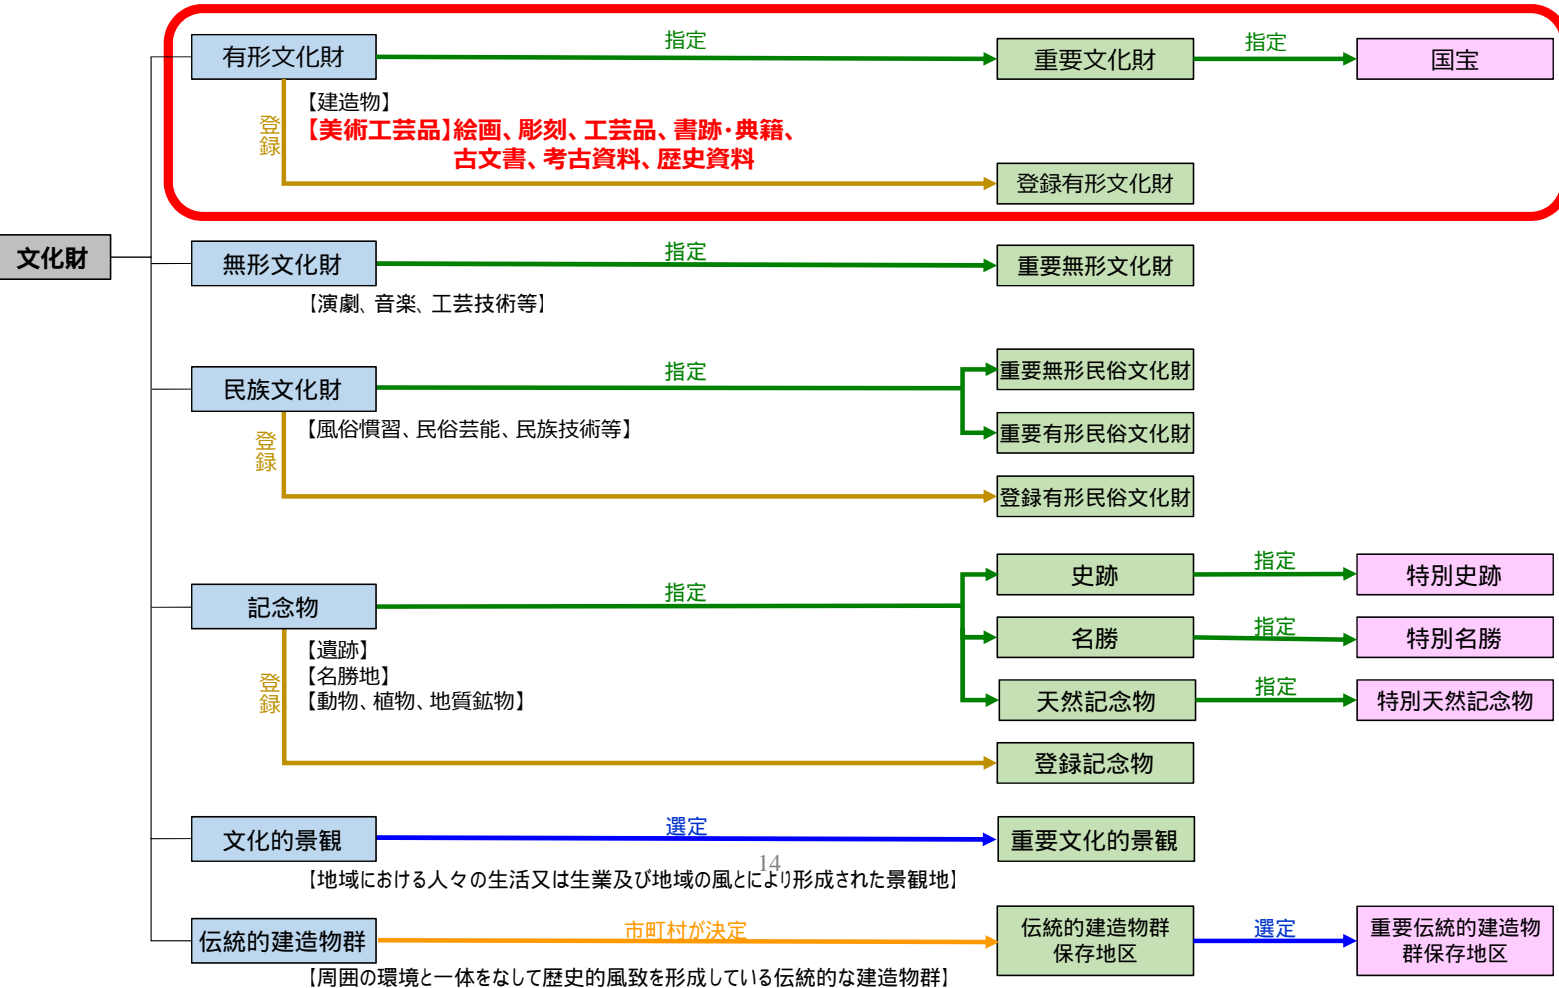 文化財
有形文化財
指定
重要文化財
指定
国宝
登録
【建造物】
【美術工芸品】絵画、彫刻、工芸品、書跡・典籍、
古文書、考古資料、歴史資料
登録有形文化財
無形文化財
指定
重要無形文化財
【演劇、音楽、工芸技術等】
民族文化財
指定
重要無形民俗文化財
重要有形民俗文化財
登録
【風俗慣習、民俗芸能、民族技術等】
登録有形民俗文化財
記念物
指定
史跡
指定
特別史跡
名勝
指定
特別名勝
天然記念物
指定
特別天然記念物
登録
【遺跡】
【名勝地】
【動物、植物、地質鉱物】
登録記念物
文化的景観
選定
重要文化的景観
14
【地域における人々の生活又は生業及び地域の風とにより形成された景観地】
伝統的建造物群
市町村が決定
伝統的建造物群
保存地区
選定
重要伝統的建造物
群保存地区
【周囲の環境と一体をなして歴史的風致を形成している伝統的な建造物群】